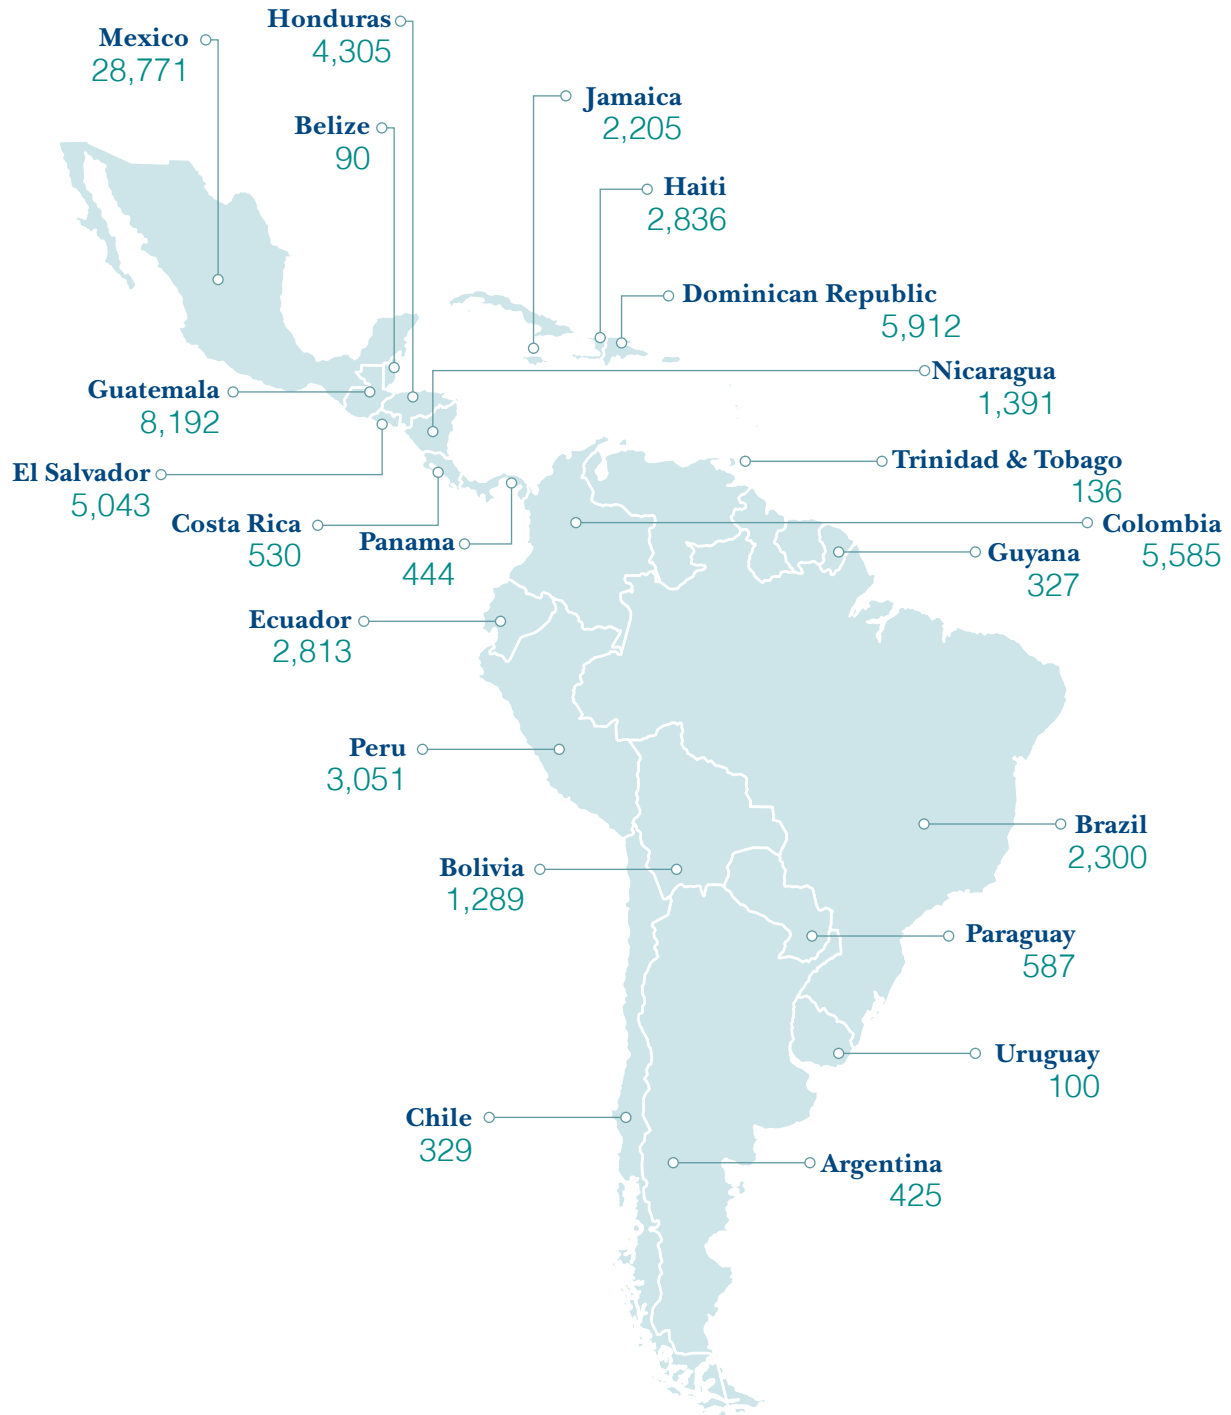 Honduras
4,305
Mexico
28,771
Jamaica
2,205
Belize
90
Haiti
2,836
Dominican Republic
5,912
Nicaragua
1,391
Guatemala
8,192
Trinidad & Tobago
136
El Salvador
5,043
Costa Rica
530
Colombia
5,585
Panama
444
Guyana
327
Ecuador
2,813
Peru
3,051
Brazil
2,300
Bolivia
1,289
Paraguay
587
Uruguay
100
Chile
329
Argentina
425